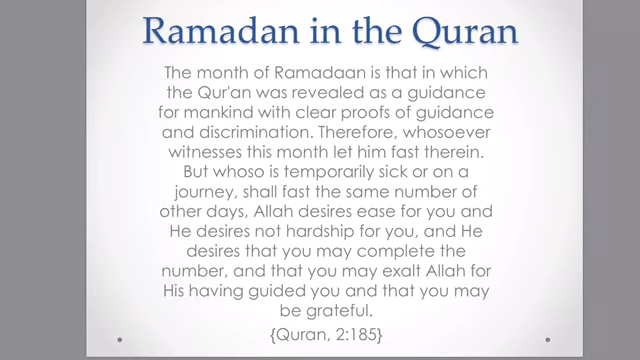 Ramadan in the Quran
The month of Ramadaan is that in which
the Qur'an was revealed as a guidance
for mankind with clear proofs of guidance
and discrimination. Therefore, whosoever
witnesses this month let him fast therein.
But whoso is temporarily sick or on a
journey, shall fast the same number of
other days, Allah desires ease for you and
He desires not hardship for you, and He
desires that you may complete the
number, and that you may exalt Allah for
His having guided you and that you may
be grateful.
{Quran, 2:185}